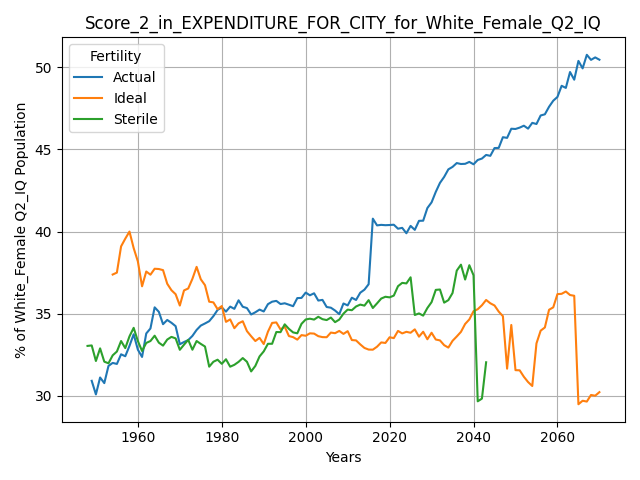 Score_2_in_EXPENDITURE_FOR_CITY_for_White_Female_Q2_IQ
Fertility
Actual
Ideal
Sterile
% of White_Female Q2_IQ Population
50
45
40
35
30
1960
1980
2000
2020
2040
2060
Years